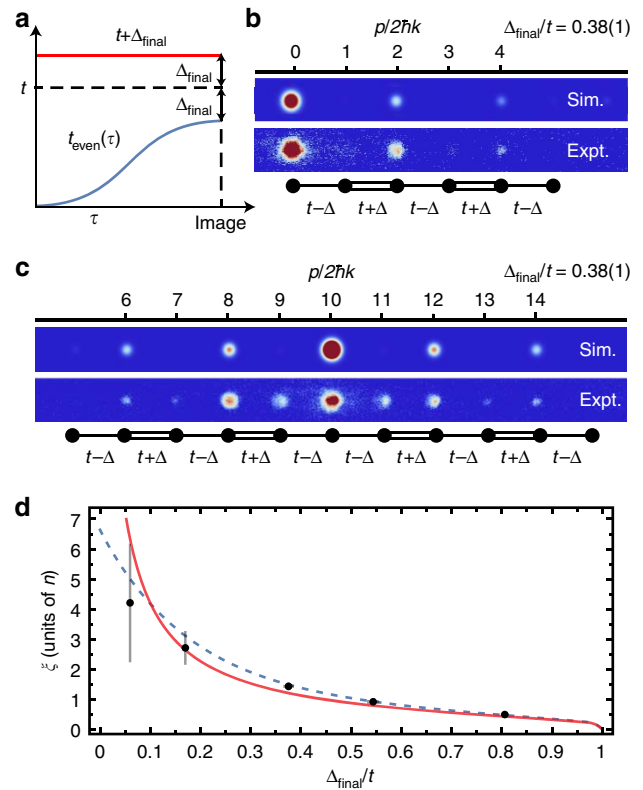 a
t+Δfinal
t
Δfinal
Δfinal
teven(τ)
τ
Image
b
p/2ħk
Δfinal/t = 0.38(1)
0 1 2 3 4
Sim.
Expt.
t−Δ t+Δ t−Δ t+Δ t−Δ
c
p/2ħk
Δfinal/t = 0.38(1)
6 7 8 9 10 11 12 13 14
Sim.
Expt.
t−Δ t+Δ t−Δ t+Δ t−Δ t−Δ t+Δ t−Δ t+Δ t−Δ
d
7
6
5
4
3
2
1
0
ξ (units of n)
0 0.1 0.2 0.3 0.4 0.5 0.6 0.7 0.8 0.9 1
Δfinal/t